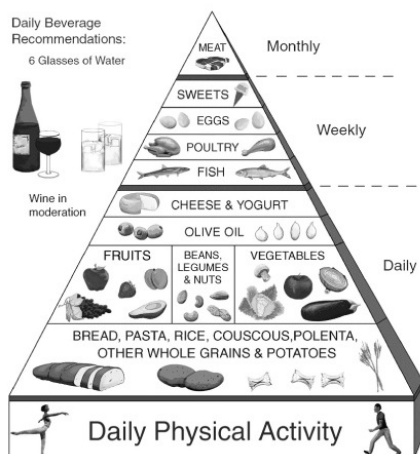 Daily Beverage
Recommendations:
6 Glasses of Water
Wine in
moderation
MEAT
Monthly
SWEETS
EGGS
POULTRY
FISH
Weekly
CHEESE & YOGURT
OLIVE OIL
FRUITS
BEANS,
LEGUMES
& NUTS
VEGETABLES
Daily
BREAD, PASTA, RICE, COUSCOUS,POLENTA,
OTHER WHOLE GRAINS & POTATOES
Daily Physical Activity